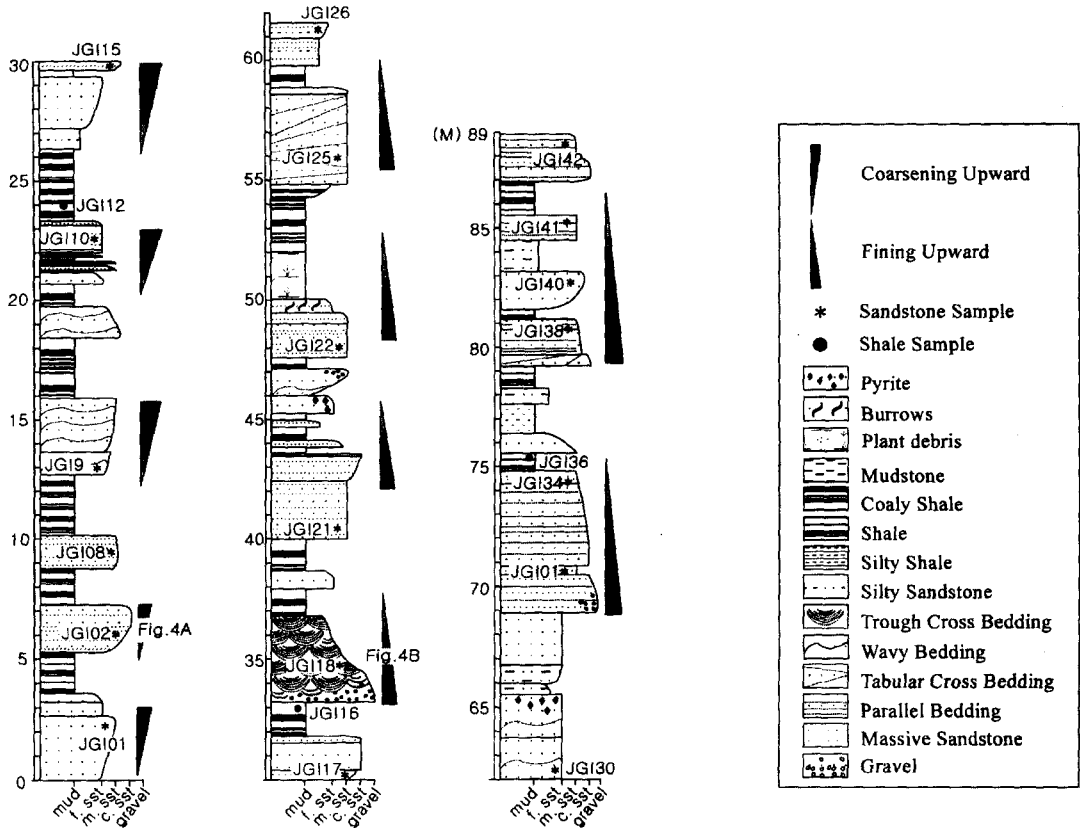 JGI15
30
25
JGI12
JGI10
20
15
JGI9
10
JGI08
JGI02
Fig.4A
5
JGI01
0
mud
f. sst
m. sst
c. sst
gravel
JGI26
60
JGI25
55
50
JGI22
45
JGI21
40
JGI18
Fig.4B
35
JGI16
JGI17
mud
f. sst
m. sst
c. sst
gravel
(M) 89
JGI42
85
JGI41
JGI40
JGI38
80
75
JGI36
JGI34
70
JGI01
65
JGI30
mud
f. sst
m. sst
c. sst
gravel
Coarsening Upward
Fining Upward
Sandstone Sample
Shale Sample
Pyrite
Burrows
Plant debris
Mudstone
Coaly Shale
Shale
Silty Shale
Silty Sandstone
Trough Cross Bedding
Wavy Bedding
Tabular Cross Bedding
Parallel Bedding
Massive Sandstone
Gravel